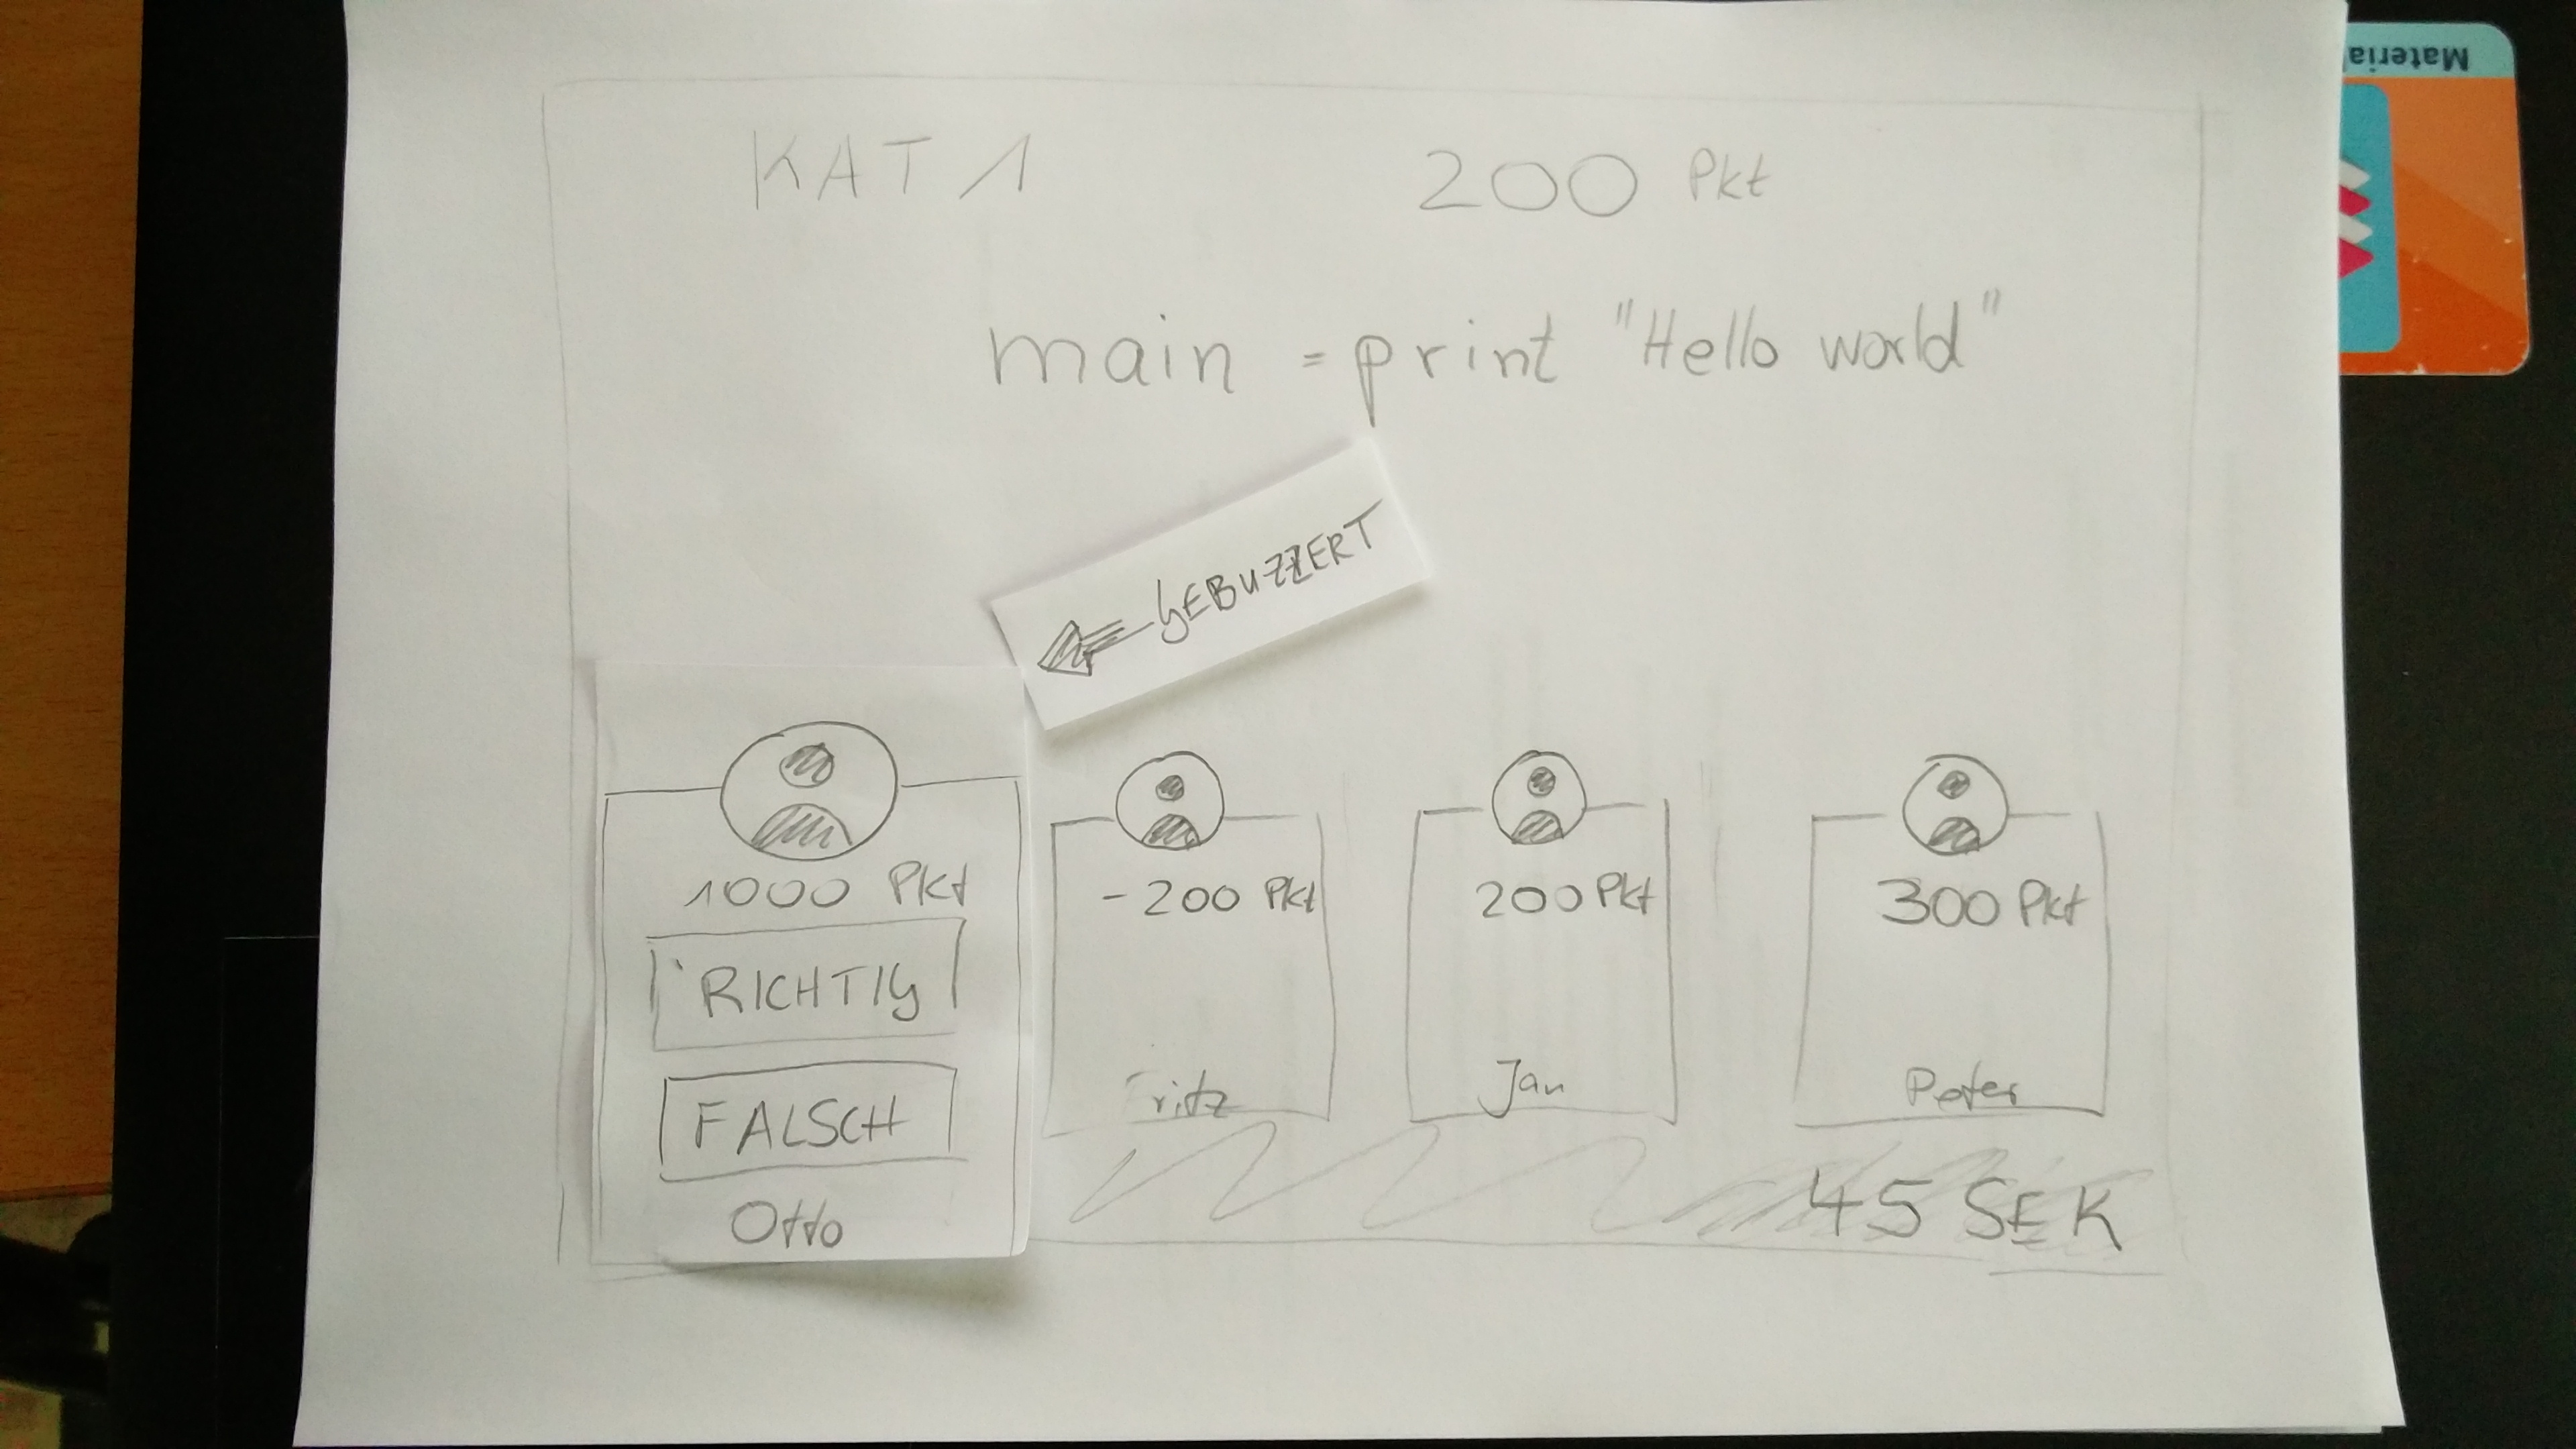 Materia
KAT 1 200 Pkt
main = print "Hello world"
GEBUZZERT
1000 Pkt
RICHTIG
FALSCH
Otto
-200 Pkt
Fritz
200 Pkt
Jan
300 Pkt
Peter
45 SEK